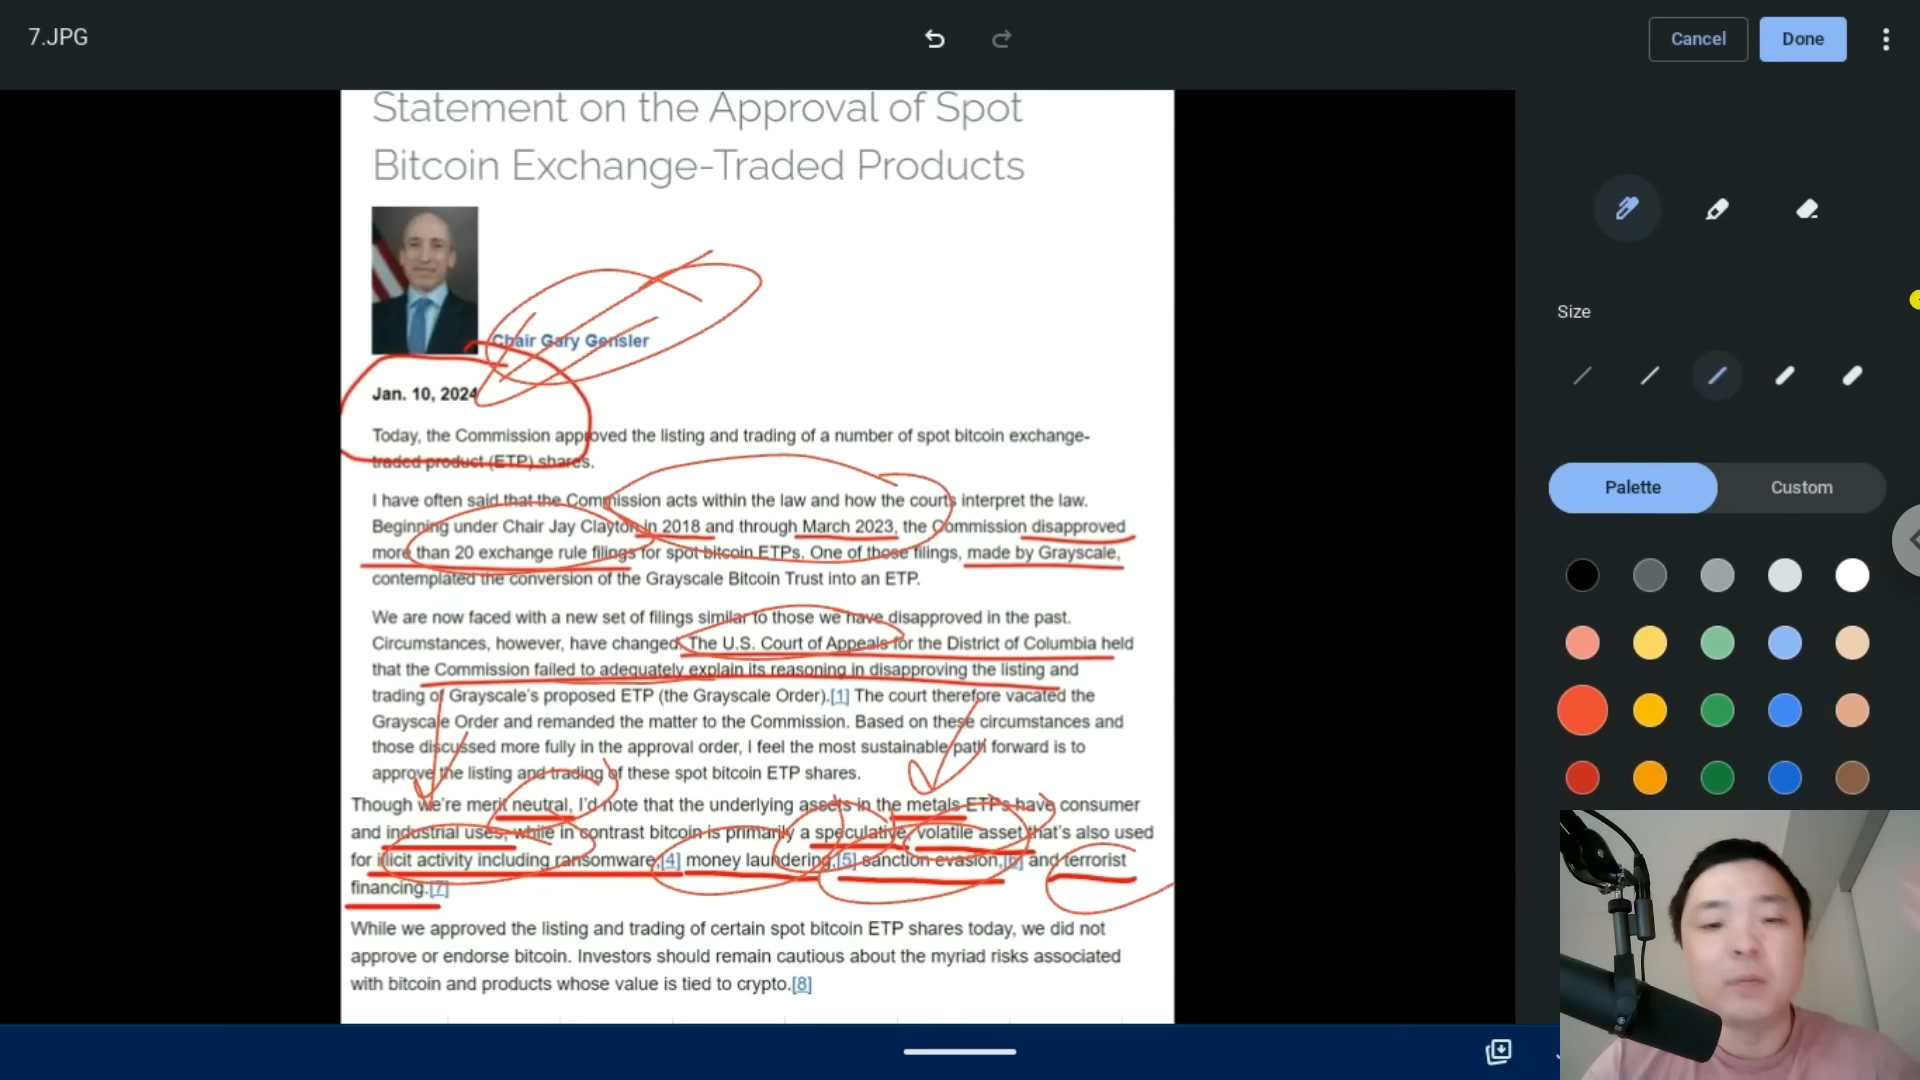 7.JPG
Cancel
Done
Statement on the Approval of Spot
Bitcoin Exchange-Traded Products
Chair Gary Gensler
Jan. 10, 2024
Today, the Commission approved the listing and trading of a number of spot bitcoin exchange-
traded product (ETP) shares.
I have often said that the Commission acts within the law and how the courts interpret the law.
Beginning under Chair Jay Clayton in 2018 and through March 2023, the Commission disapproved
more than 20 exchange rule filings for spot bitcoin ETPs. One of those filings, made by Grayscale,
contemplated the conversion of the Grayscale Bitcoin Trust into an ETP.
We are now faced with a new set of filings similar to those we have disapproved in the past.
Circumstances, however, have changed. The U.S. Court of Appeals for the District of Columbia held
that the Commission failed to adequately explain its reasoning in disapproving the listing and
trading of Grayscale's proposed ETP (the Grayscale Order).[1] The court therefore vacated the
Grayscale Order and remanded the matter to the Commission. Based on these circumstances and
those discussed more fully in the approval order, I feel the most sustainable path forward is to
approve the listing and trading of these spot bitcoin ETP shares.
Though we're merit neutral, I'd note that the underlying assets in the metals ETPs have consumer
and industrial uses, while in contrast bitcoin is primarily a speculative, volatile asset that's also used
for illicit activity including ransomware,[4] money laundering,[5] sanction evasion,[6] and terrorist
financing.[7]
While we approved the listing and trading of certain spot bitcoin ETP shares today, we did not
approve or endorse bitcoin. Investors should remain cautious about the myriad risks associated
with bitcoin and products whose value is tied to crypto.[8]
Size
Palette
Custom